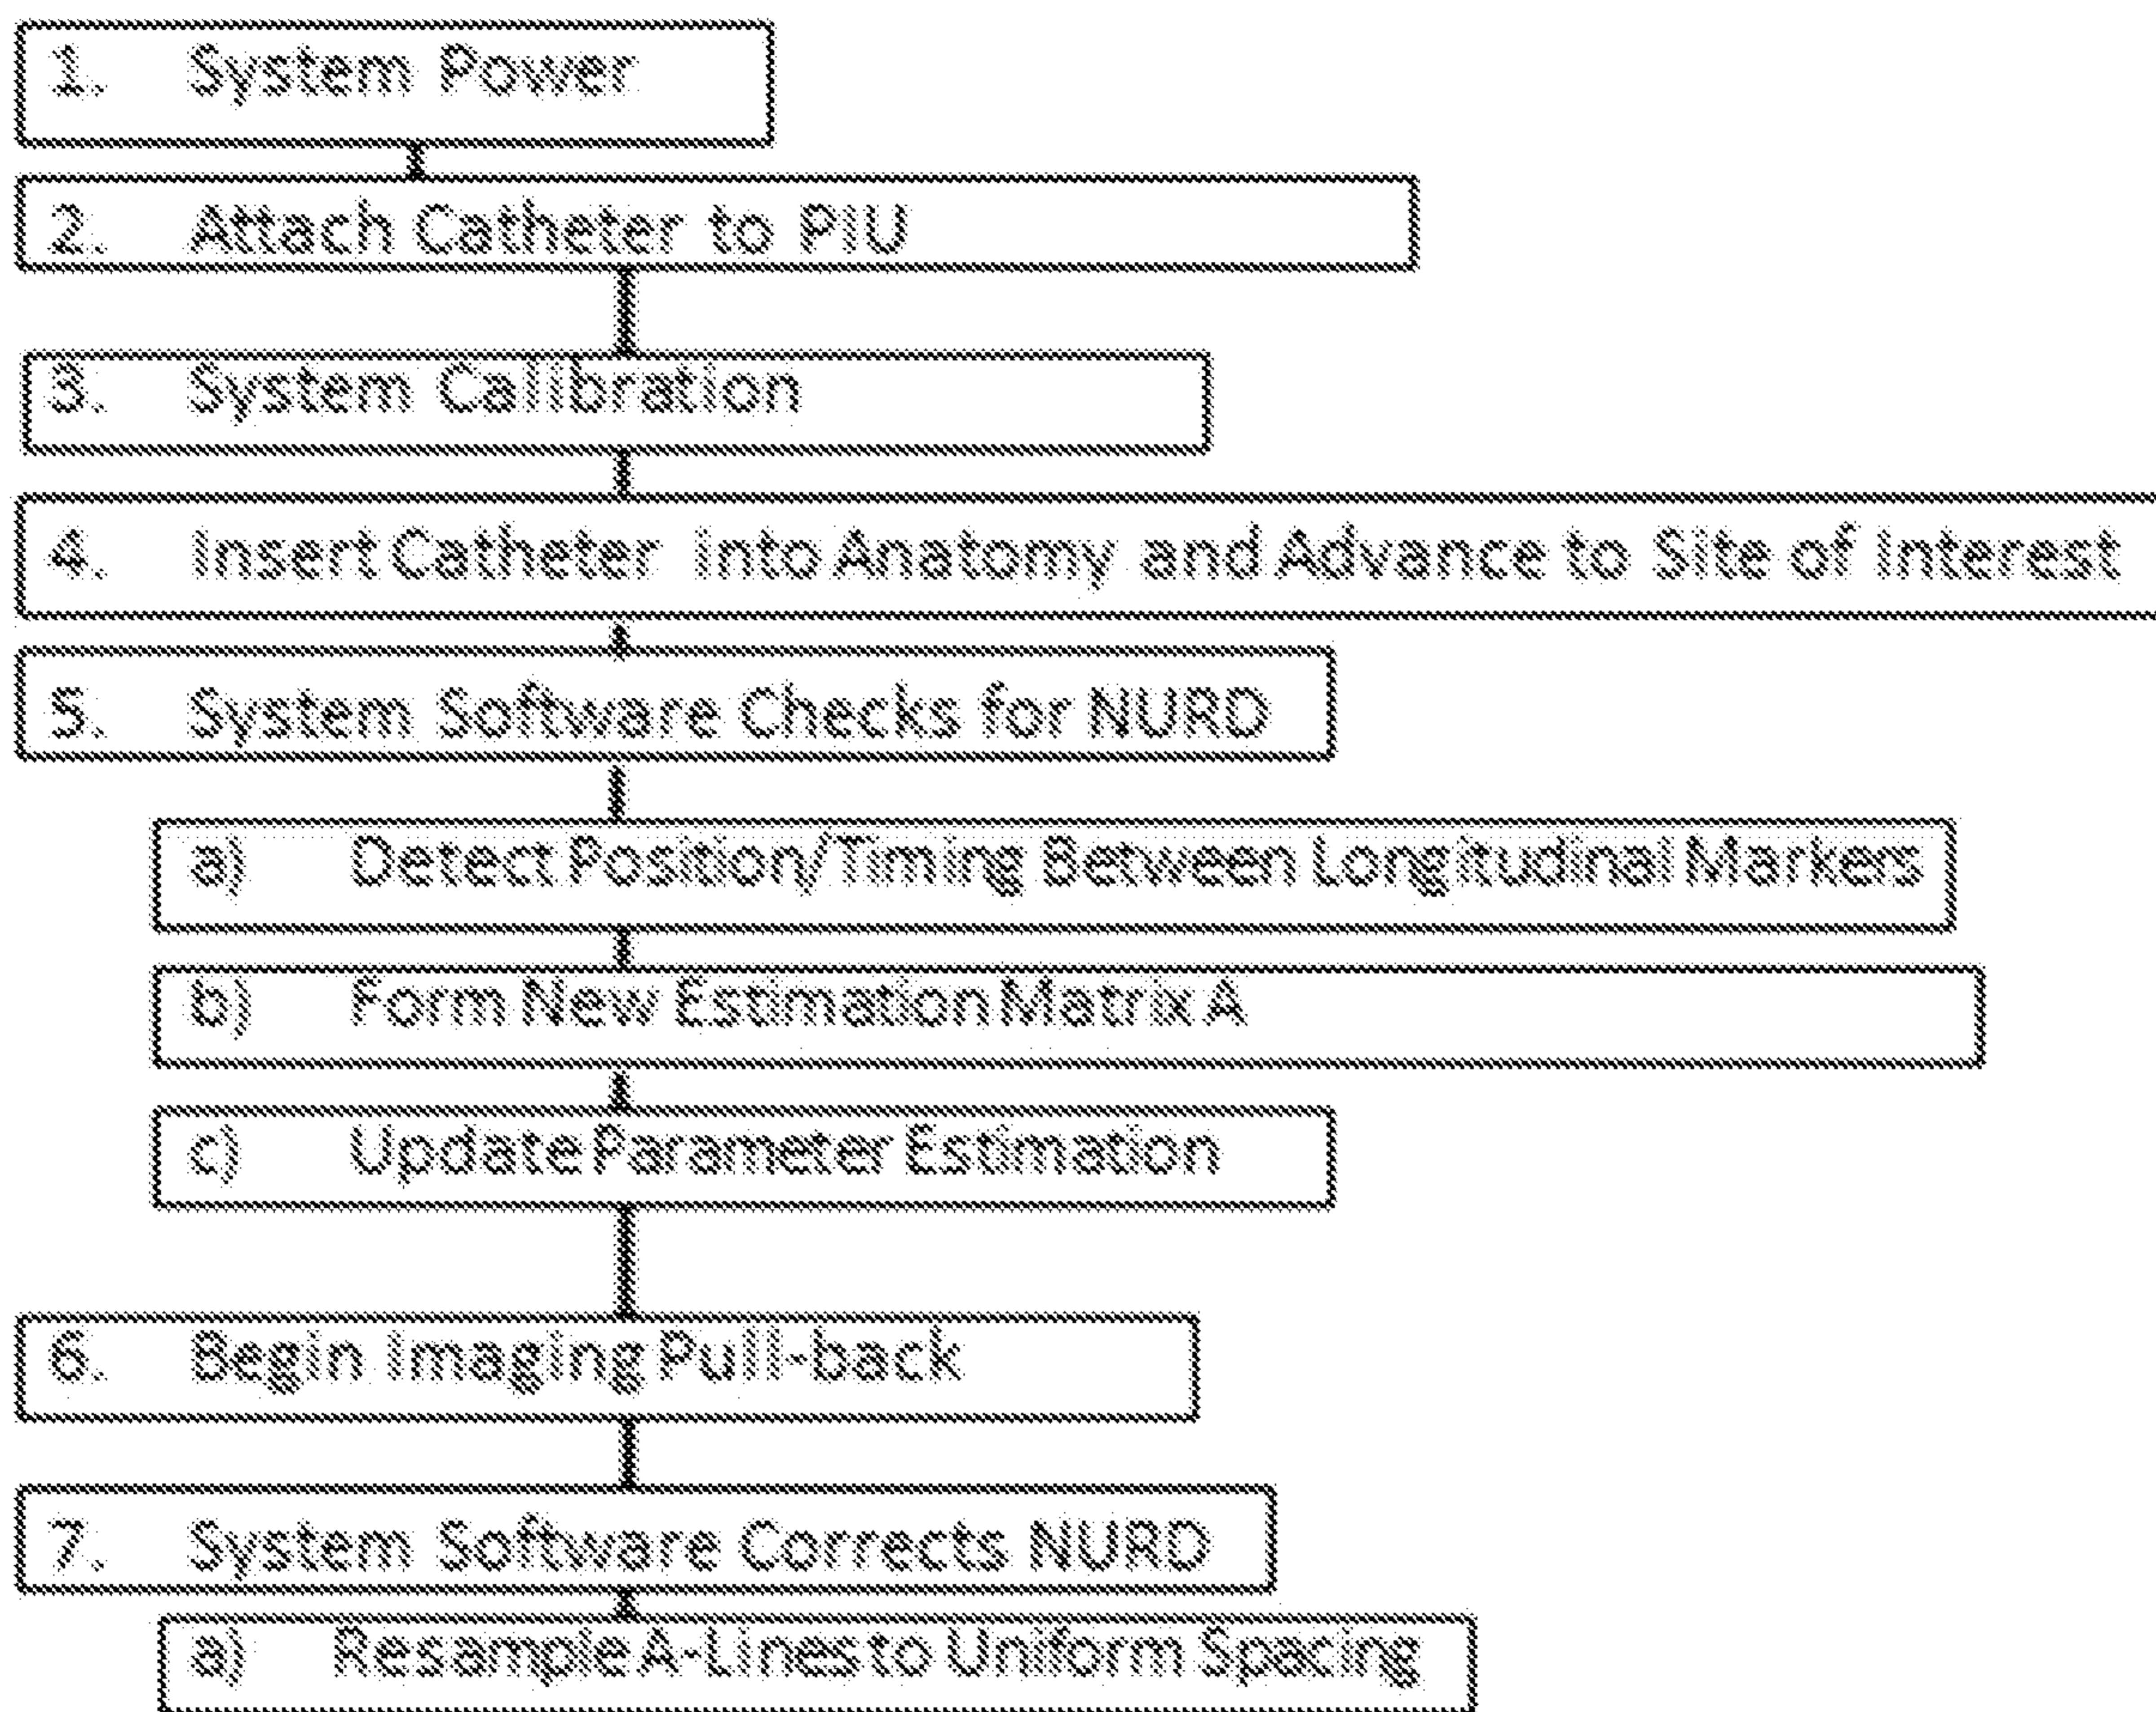 1. System Power
2. Attach Catheter to PIU
3. System Calibration
4. Insert Catheter into Anatomy and Advance to Site of Interest
5. System Software Checks for NURD
a) Detect Position/Timing Between Longitudinal Markers
b) Form New Estimation Matrix A
c) Update Parameter Estimation
6. Begin Imaging Pull-back
7. System Software Corrects NURD
a) Resample A-Lines to Uniform Spacing